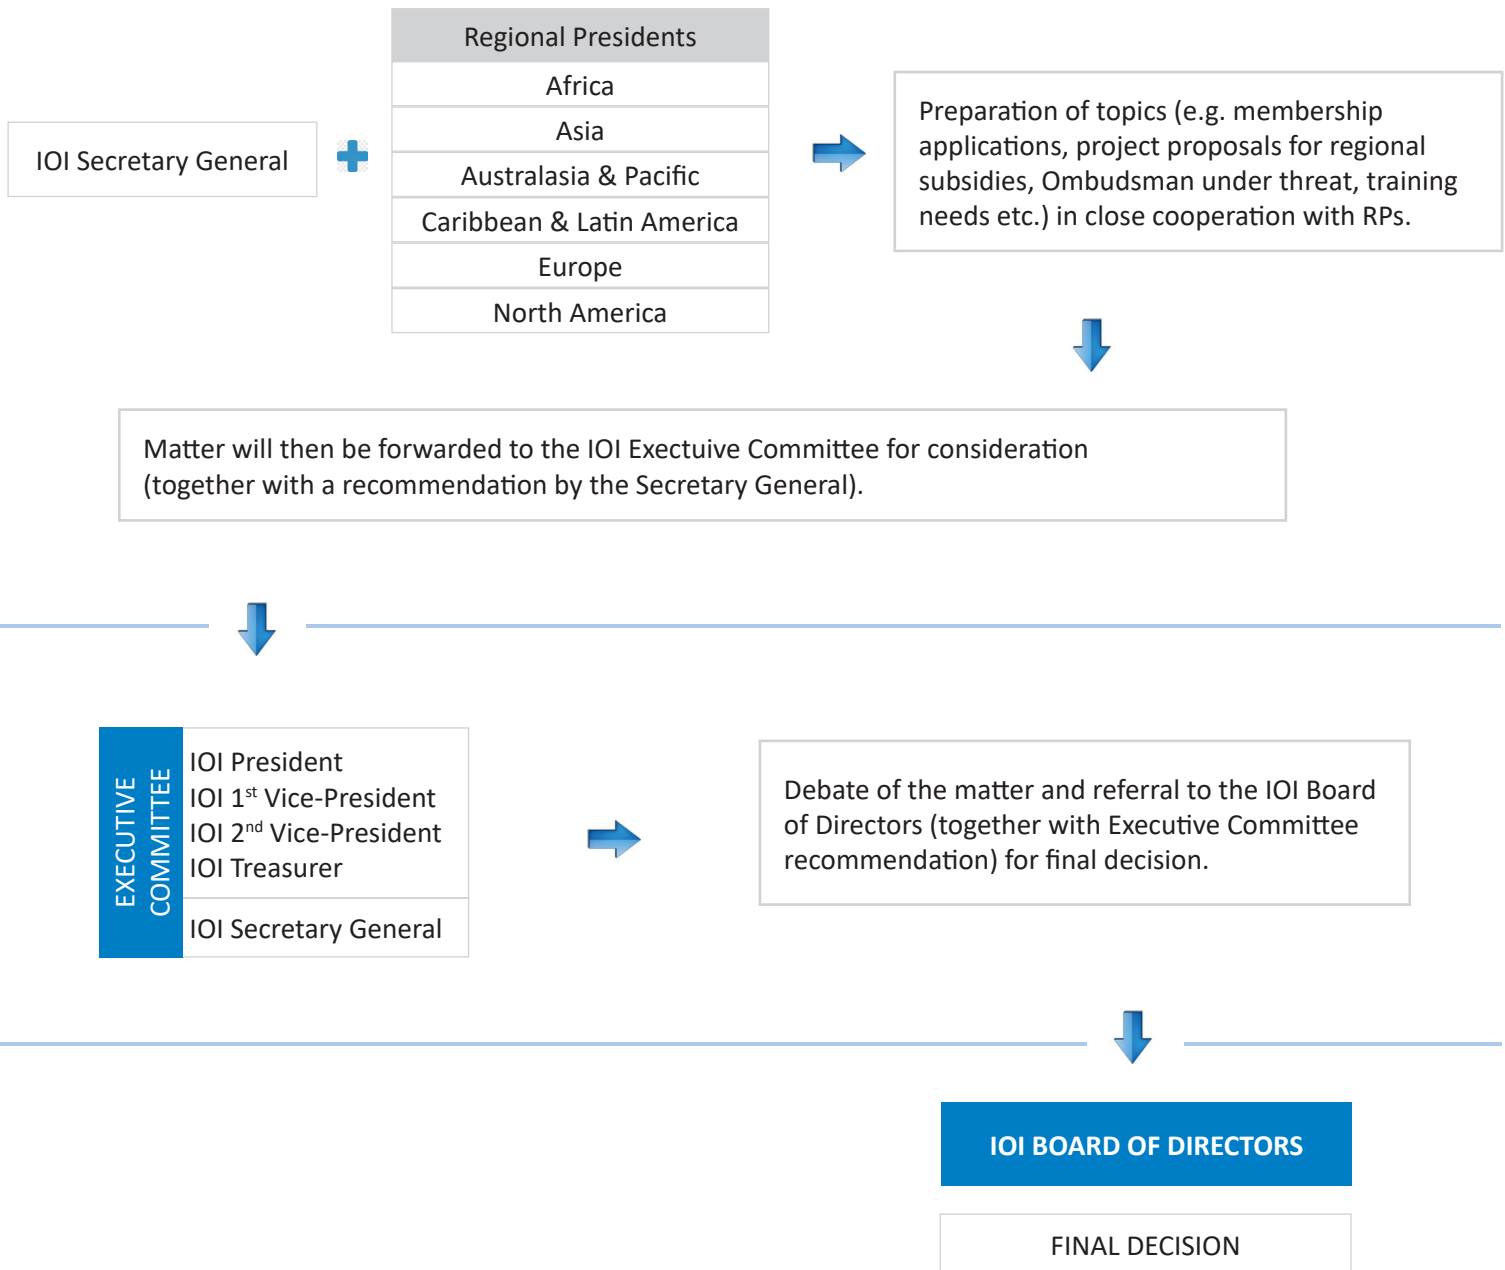 IOI Secretary General
Regional Presidents
Africa
Asia
Australasia & Pacific
Caribbean & Latin America
Europe
North America
Preparation of topics (e.g. membership
applications, project proposals for regional
subsidies, Ombudsman under threat, training
needs etc.) in close cooperation with RPs.
Matter will then be forwarded to the IOI Exectuive Committee for consideration
(together with a recommendation by the Secretary General).
EXECUTIVE
COMMITTEE
IOI President
IOI 1st Vice-President
IOI 2nd Vice-President
IOI Treasurer
IOI Secretary General
Debate of the matter and referral to the IOI Board
of Directors (together with Executive Committee
recommendation) for final decision.
IOI BOARD OF DIRECTORS
FINAL DECISION